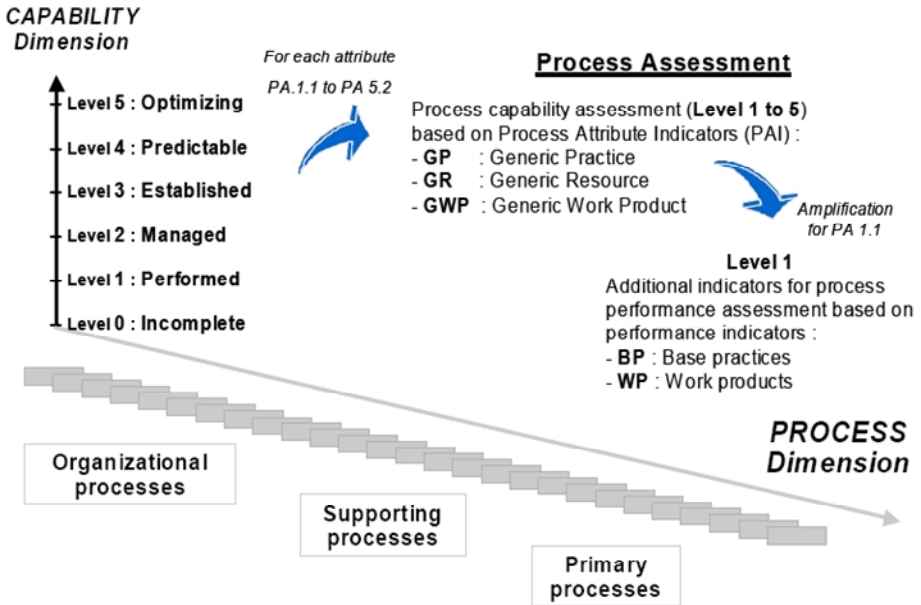 CAPABILITY
Dimension
Level 5 : Optimizing
Level 4 : Predictable
Level 3 : Established
Level 2 : Managed
Level 1 : Performed
Level 0 : Incomplete
For each attribute
PA.1.1 to PA 5.2
Process Assessment
Process capability assessment (Level 1 to 5)
based on Process Attribute Indicators (PAI) :
- GP : Generic Practice
- GR : Generic Resource
- GWP : Generic Work Product
Amplification
for PA 1.1
Level 1
Additional indicators for process
performance assessment based on
performance indicators :
- BP : Base practices
- WP : Work products
PROCESS
Dimension
Organizational
processes
Supporting
processes
Primary
processes